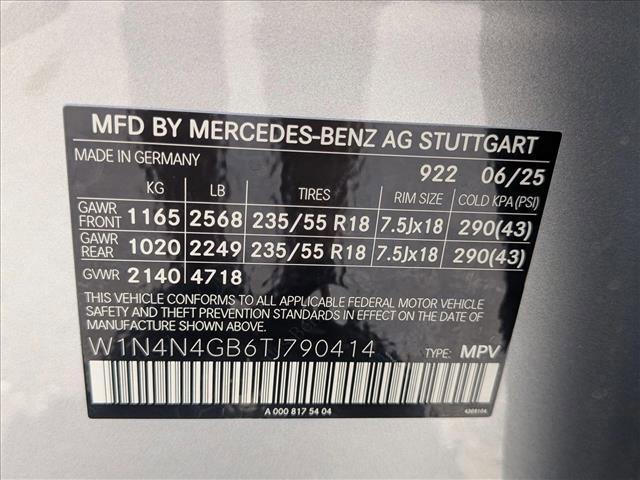 MFD BY MERCEDES-BENZ AG STUTTGART
MADE IN GERMANY 922 06/25
KG LB TIRES RIM SIZE COLD KPA(PSI)
GAWR FRONT 1165 2568 235/55 R18 7.5Jx18 290(43)
GAWR REAR 1020 2249 235/55 R18 7.5Jx18 290(43)
GVWR 2140 4718
THIS VEHICLE CONFORMS TO ALL APPLICABLE FEDERAL MOTOR VEHICLE
SAFETY AND THEFT PREVENTION STANDARDS IN EFFECT ON THE DATE
OF MANUFACTURE SHOWN ABOVE.
W1N4N4GB6TJ790414 TYPE: MPV
A 000 817 54 04